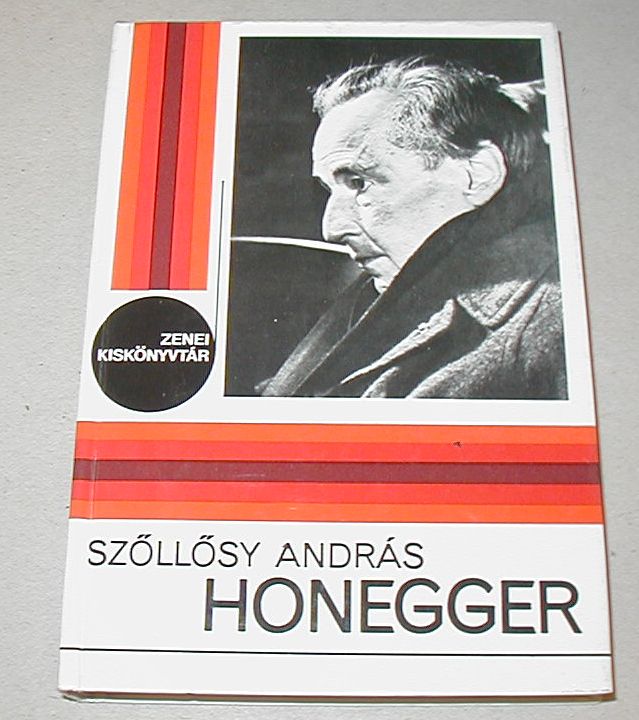 ZENEI
KISKÖNYVTÁR
SZŐLLŐSY ANDRÁS
HONEGGER